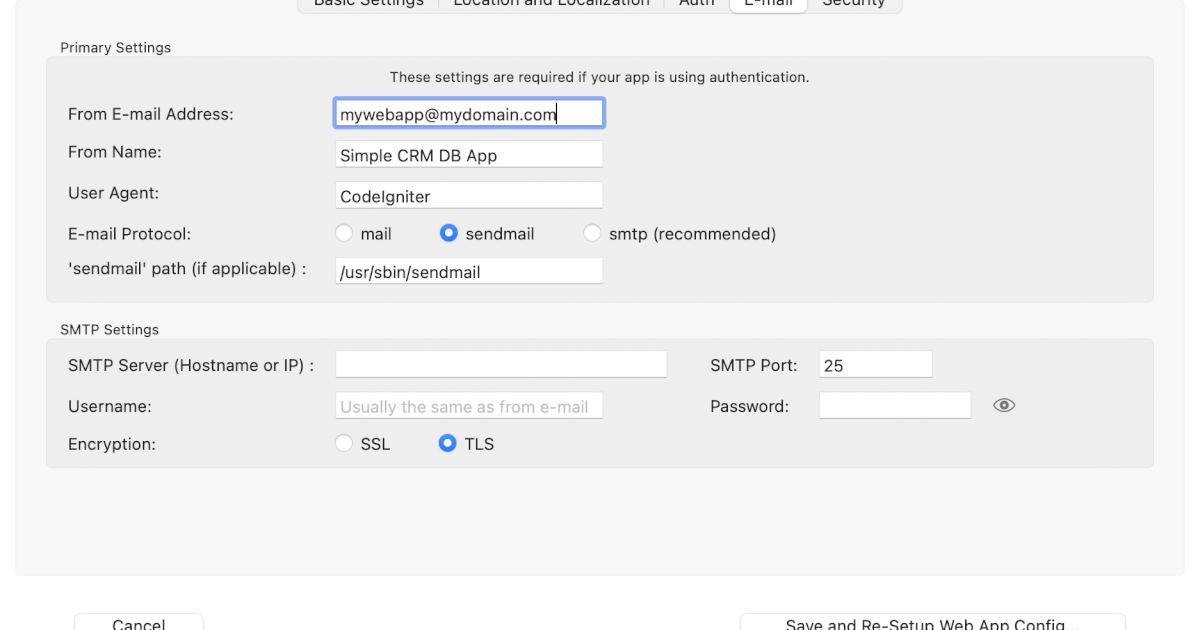 Basic Settings Location and Localization Auth E-mail Security
Primary Settings
These settings are required if your app is using authentication.
From E-mail Address: mywebapp@mydomain.com
From Name: Simple CRM DB App
User Agent: CodeIgniter
E-mail Protocol: mail sendmail smtp (recommended)
'sendmail' path (if applicable) : /usr/sbin/sendmail
SMTP Settings
SMTP Server (Hostname or IP) : SMTP Port: 25
Username: Usually the same as from e-mail Password:
Encryption: SSL TLS
Cancel Save and Re-Setup Web App Config...